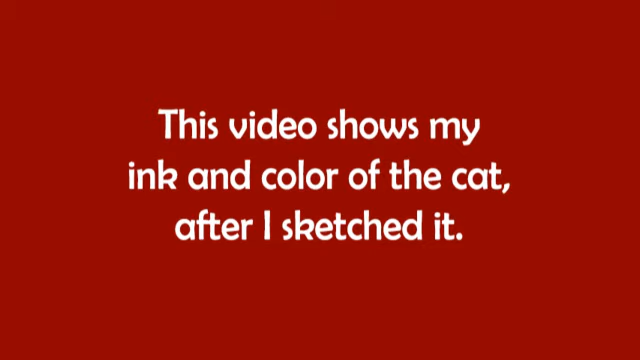 This video shows my
ink and color of the cat,
after I sketched it.